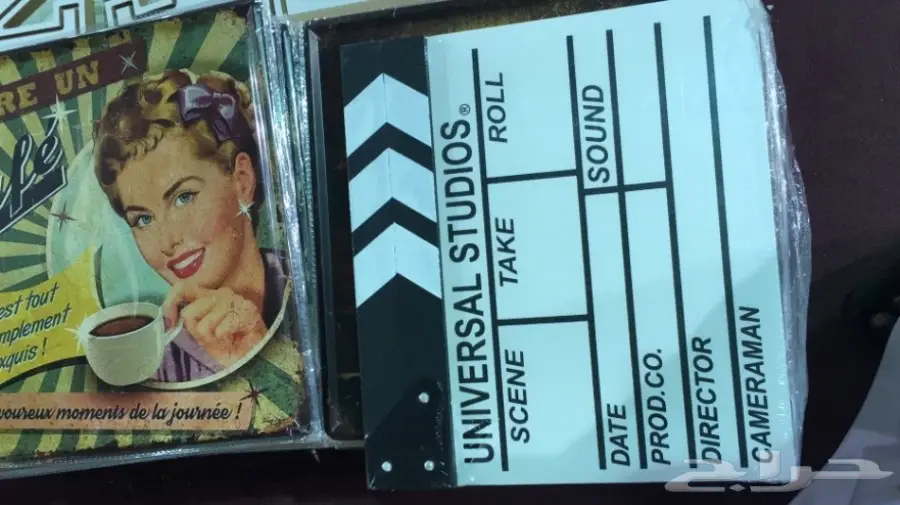 RE UN
afé
est tout
mplement
xquis !
voureux moments de la journée !
UNIVERSAL STUDIOS®
SCENE TAKE ROLL
SOUND
DATE
PROD.CO.
DIRECTOR
CAMERAMAN
حراج